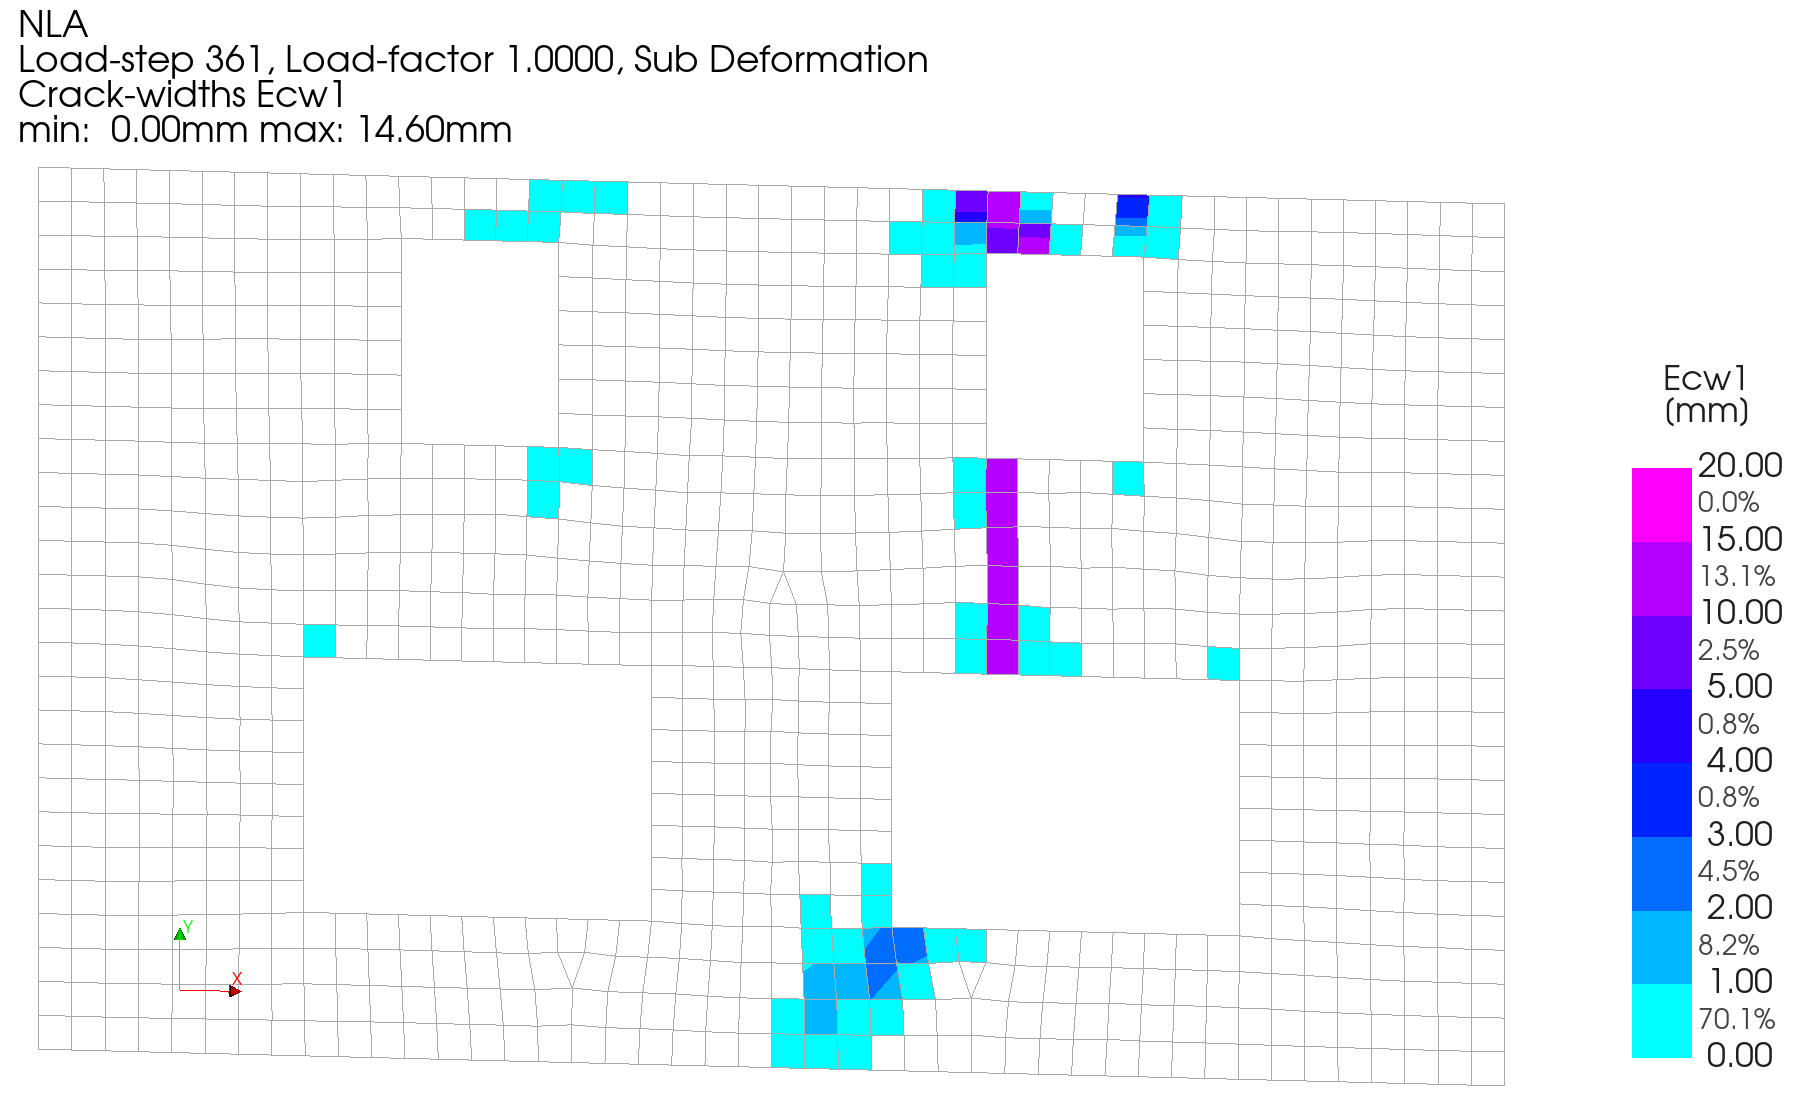 NLA
Load-step 361, Load-factor 1.0000, Sub Deformation
Crack-widths Ecw1
min:  0.00mm max: 14.60mm
Ecw1
(mm)
20.00
0.0%
15.00
13.1%
10.00
2.5%
5.00
0.8%
4.00
0.8%
3.00
4.5%
2.00
8.2%
1.00
70.1%
0.00
Y
X